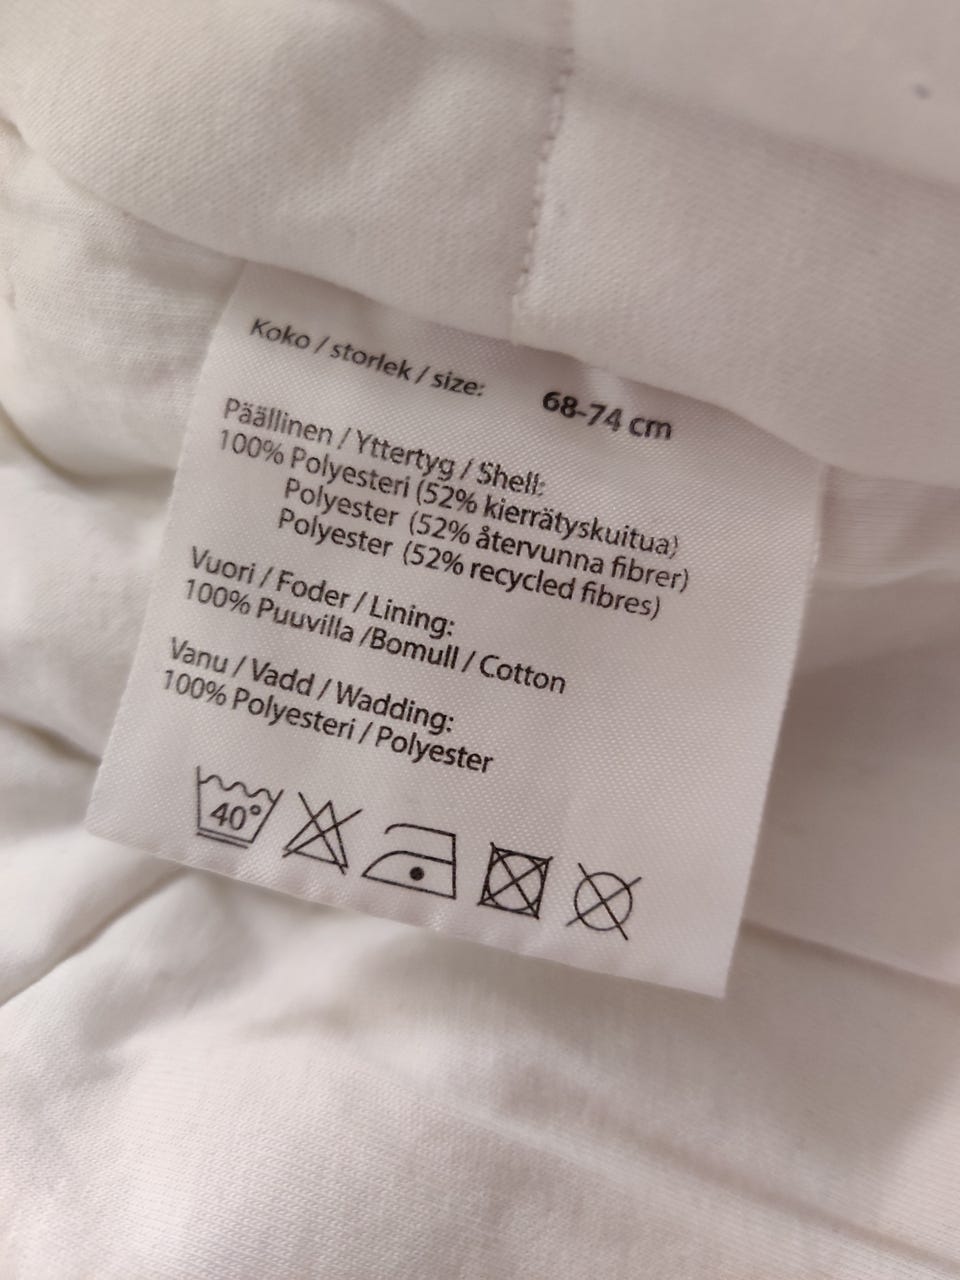 Koko / storlek / size: 68-74 cm
Päällinen / Yttertyg / Shell:
100% Polyesteri (52% kierrätyskuitua)
Polyester (52% återvunna fibrer)
Polyester (52% recycled fibres)
Vuori / Foder / Lining:
100% Puuvilla /Bomull / Cotton
Vanu / Vadd / Wadding:
100% Polyesteri / Polyester
40°